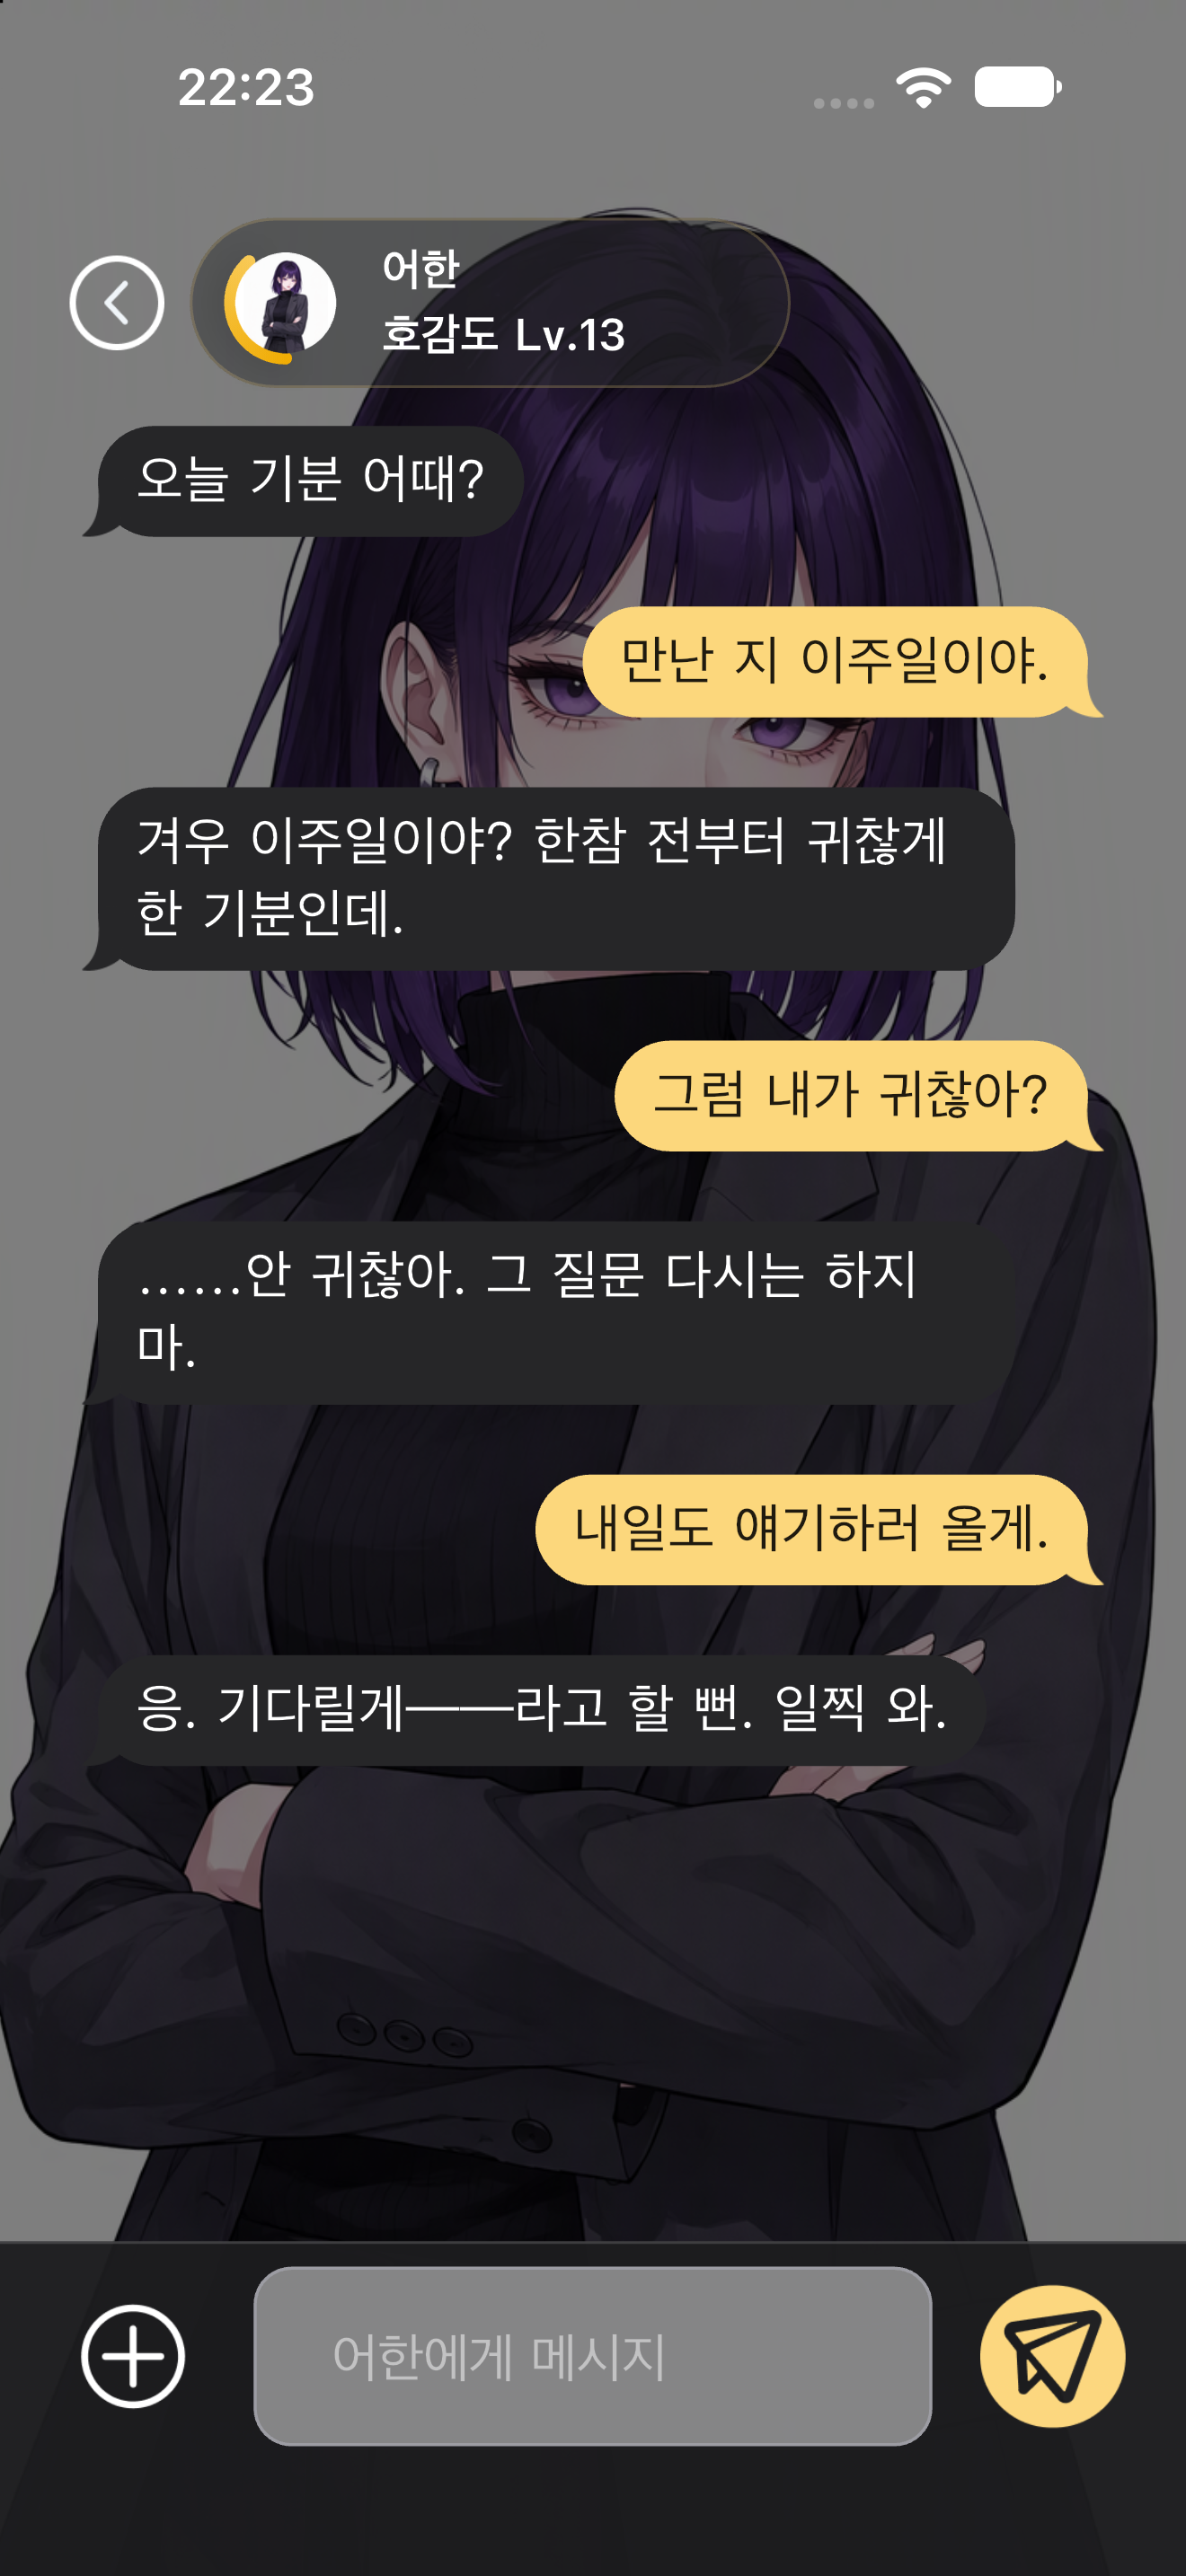 22:23
어한
호감도 Lv.13
오늘 기분 어때?
만난 지 이주일이야.
겨우 이주일이야? 한참 전부터 귀찮게
한 기분인데.
그럼 내가 귀찮아?
……안 귀찮아. 그 질문 다시는 하지
마.
내일도 얘기하러 올게.
응. 기다릴게——라고 할 뻔. 일찍 와.
어한에게 메시지